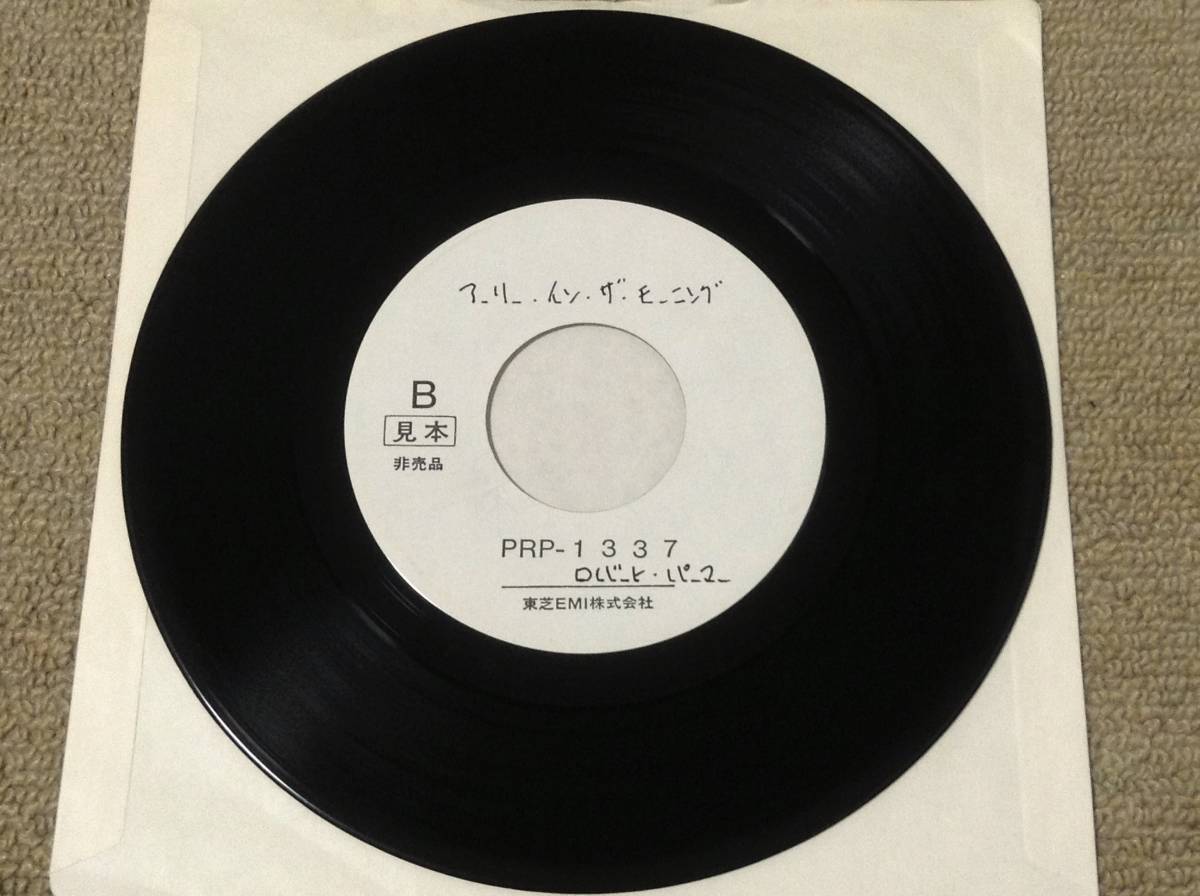 アーリー・イン・ザ・モーニング
B
見本
非売品
PRP-1337
ロバート・パーマー
東芝EMI株式会社